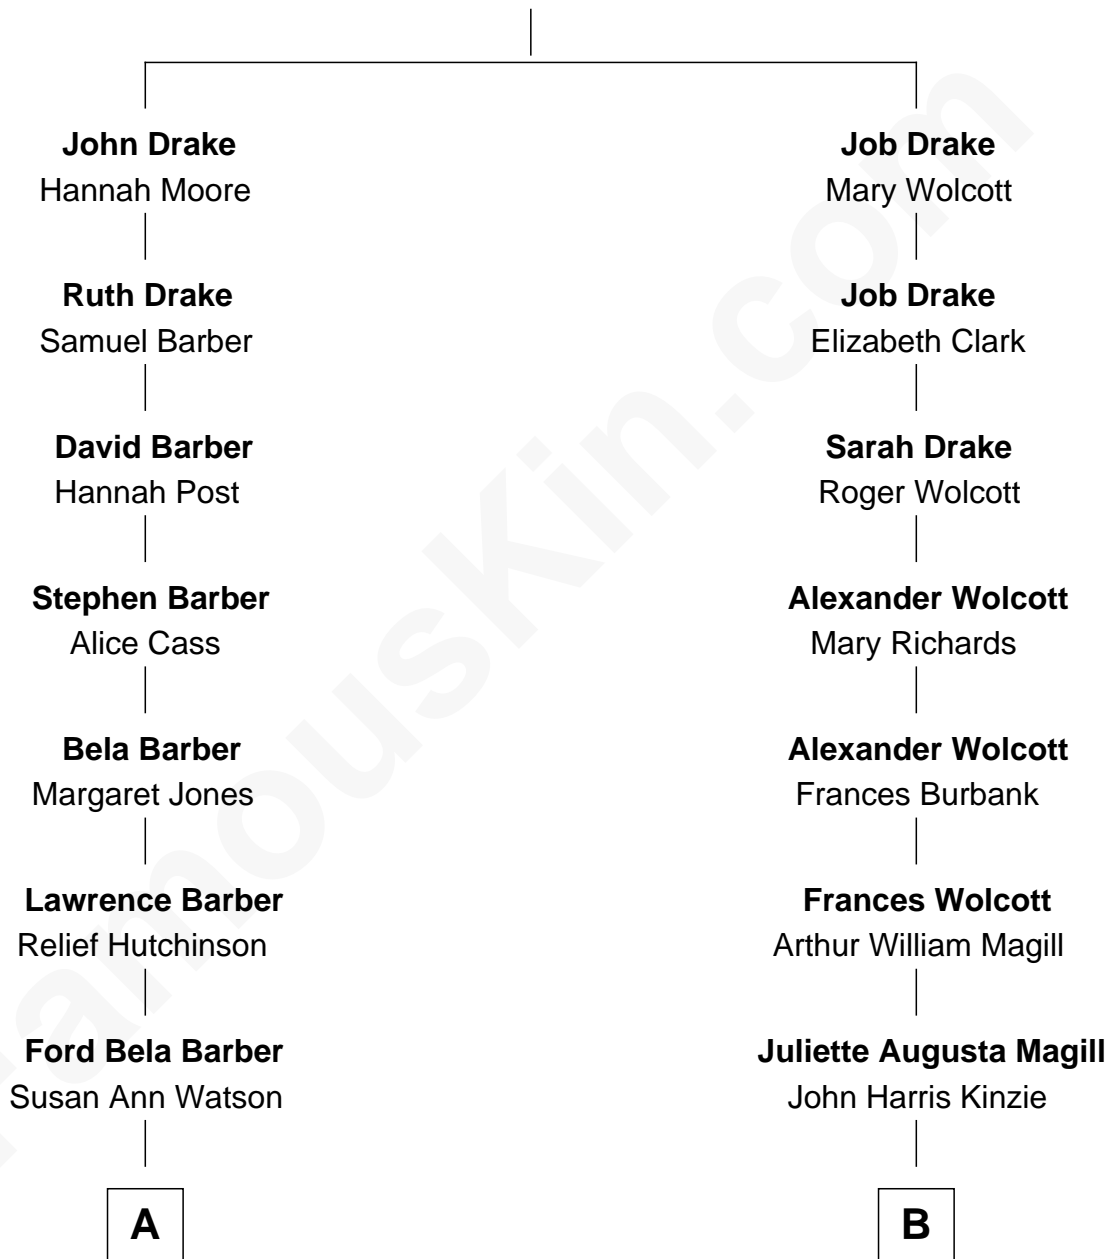 John Drake
Hannah Moore
Ruth Drake
Samuel Barber
David Barber
Hannah Post
Stephen Barber
Alice Cass
Bela Barber
Margaret Jones
Lawrence Barber
Relief Hutchinson
Ford Bela Barber
Susan Ann Watson
A
Job Drake
Mary Wolcott
Job Drake
Elizabeth Clark
Sarah Drake
Roger Wolcott
Alexander Wolcott
Mary Richards
Alexander Wolcott
Frances Burbank
Frances Wolcott
Arthur William Magill
Juliette Augusta Magill
John Harris Kinzie
B
FamousKin.com